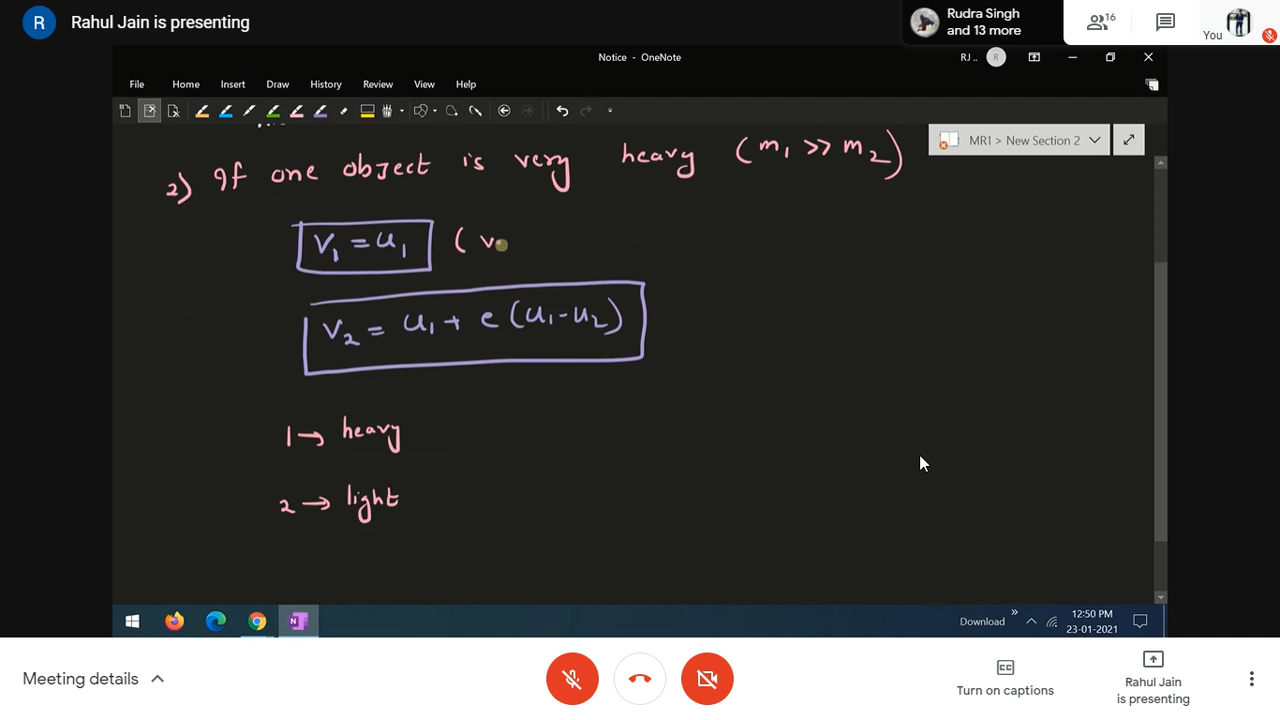 R Rahul Jain is presenting
Rudra Singh
and 13 more
16
You
Notice - OneNote
RJ .. R
File Home Insert Draw History Review View Help
MR1 > New Section 2
2) If one object is very heavy (m₁ >> m₂)
v₁ = u₁ ( v
v₂ = u₁ + e (u₁-u₂)
1 → heavy
2 → light
Download
12:50 PM
23-01-2021
Meeting details
Turn on captions
Rahul Jain
is presenting